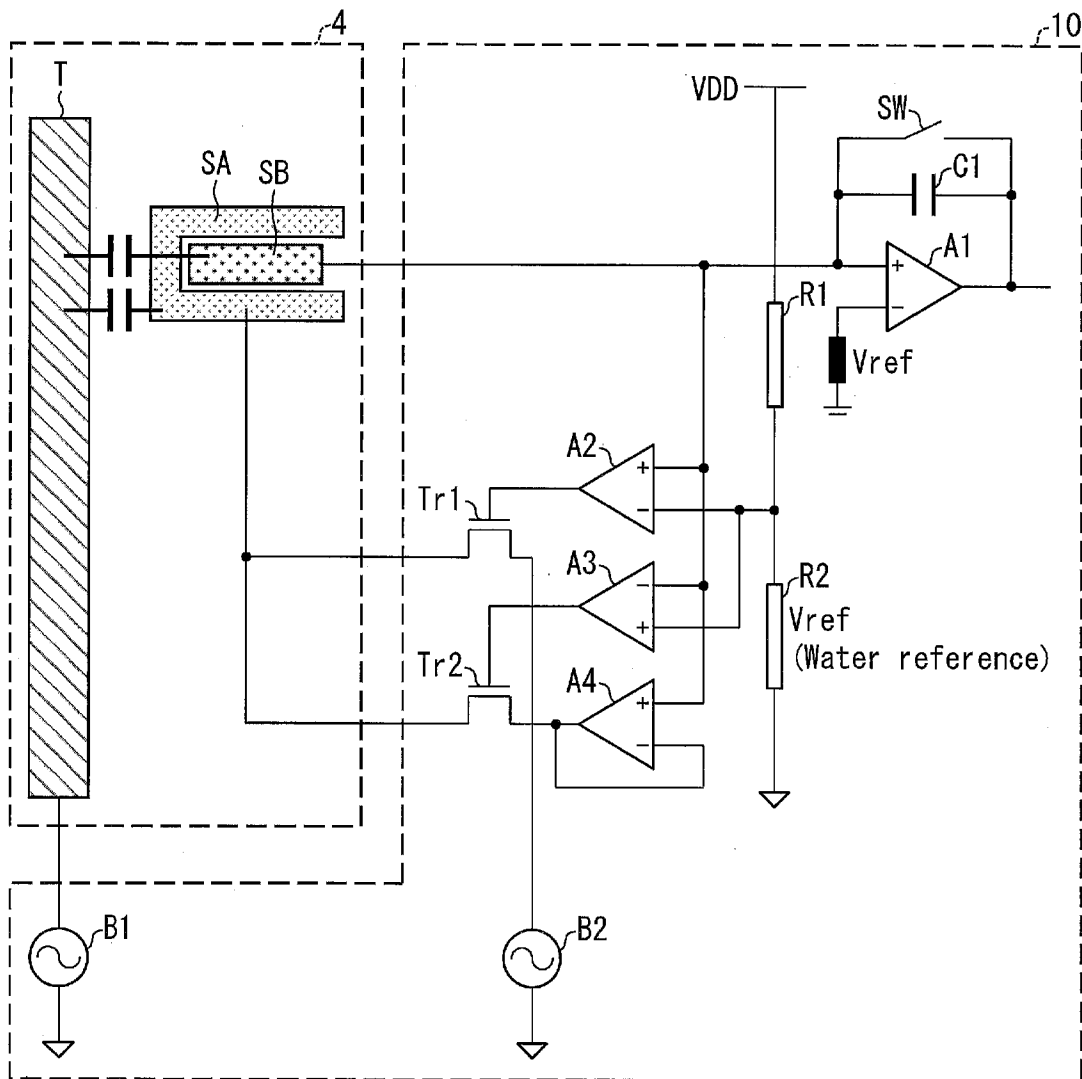 4
10
T
VDD
SW
SA
SB
C1
A1
R1
+
−
Vref
A2
Tr1
+
−
A3
R2
−
+
Vref
(Water reference)
Tr2
A4
+
−
B1
B2